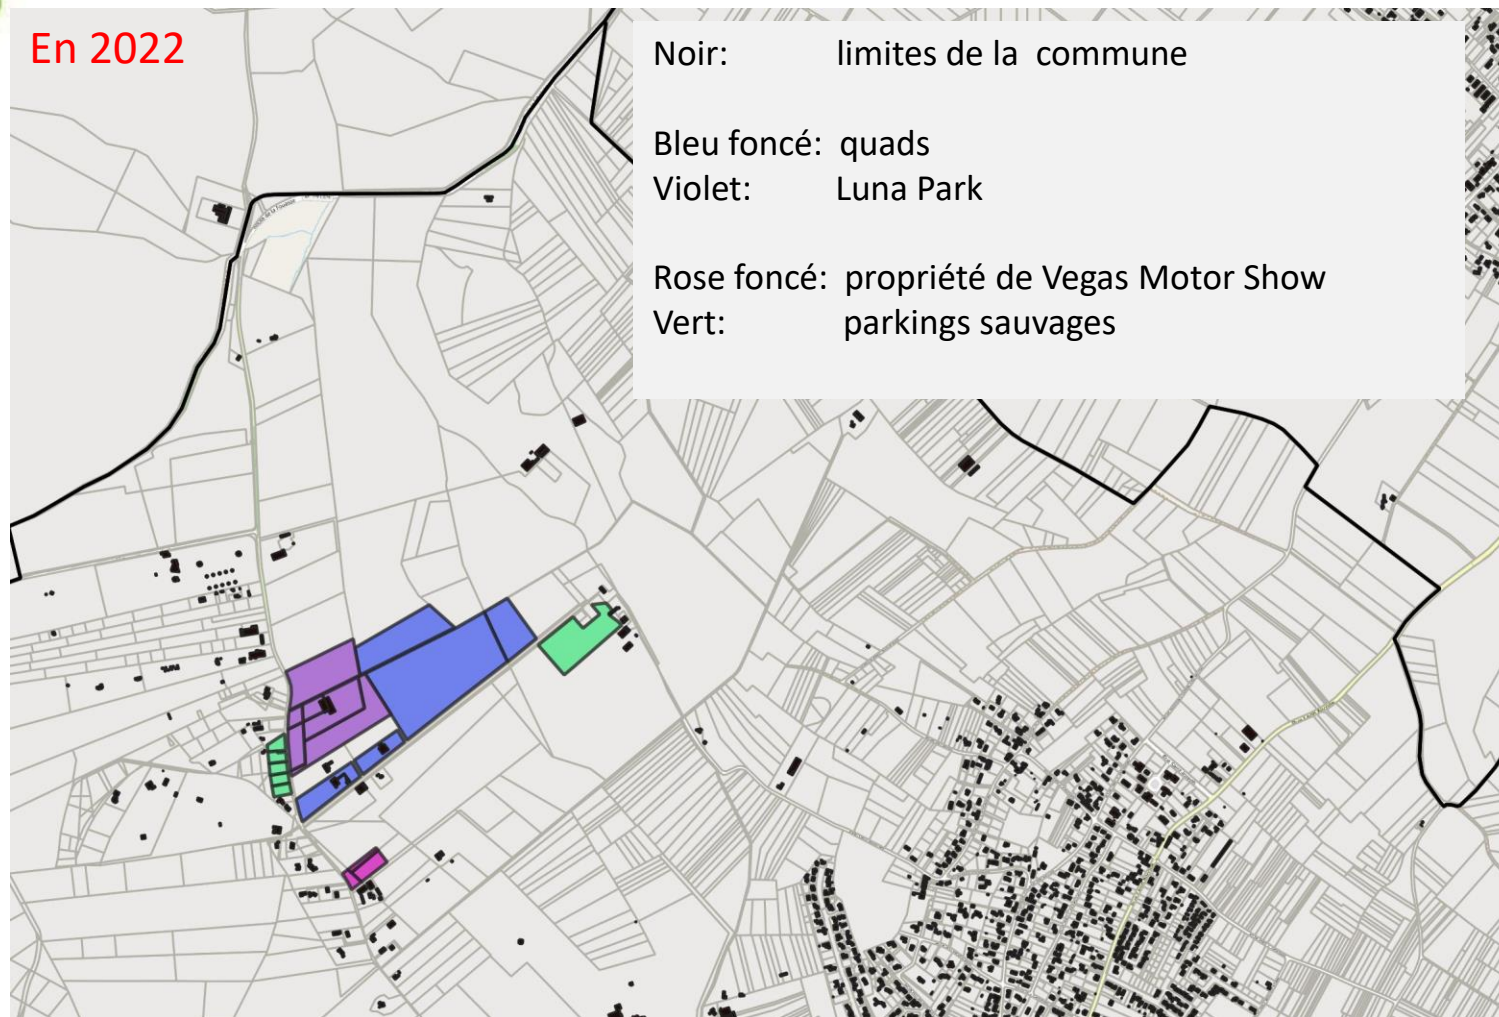 En 2022
Noir: limites de la commune
Bleu foncé: quads
Violet: Luna Park
Rose foncé: propriété de Vegas Motor Show
Vert: parkings sauvages